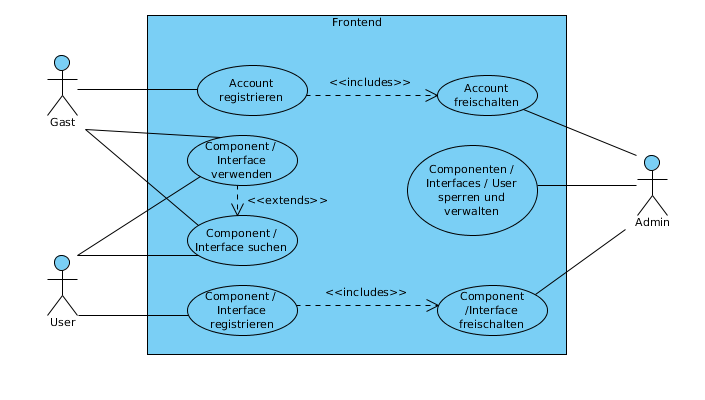 Frontend
Account
registrieren
<<includes>>
Account
freischalten
Gast
Component /
Interface
verwenden
<<extends>>
Componenten /
Interfaces / User
sperren und
verwalten
Admin
Component /
Interface suchen
User
Component /
Interface
registrieren
<<includes>>
Component
/Interface
freischalten